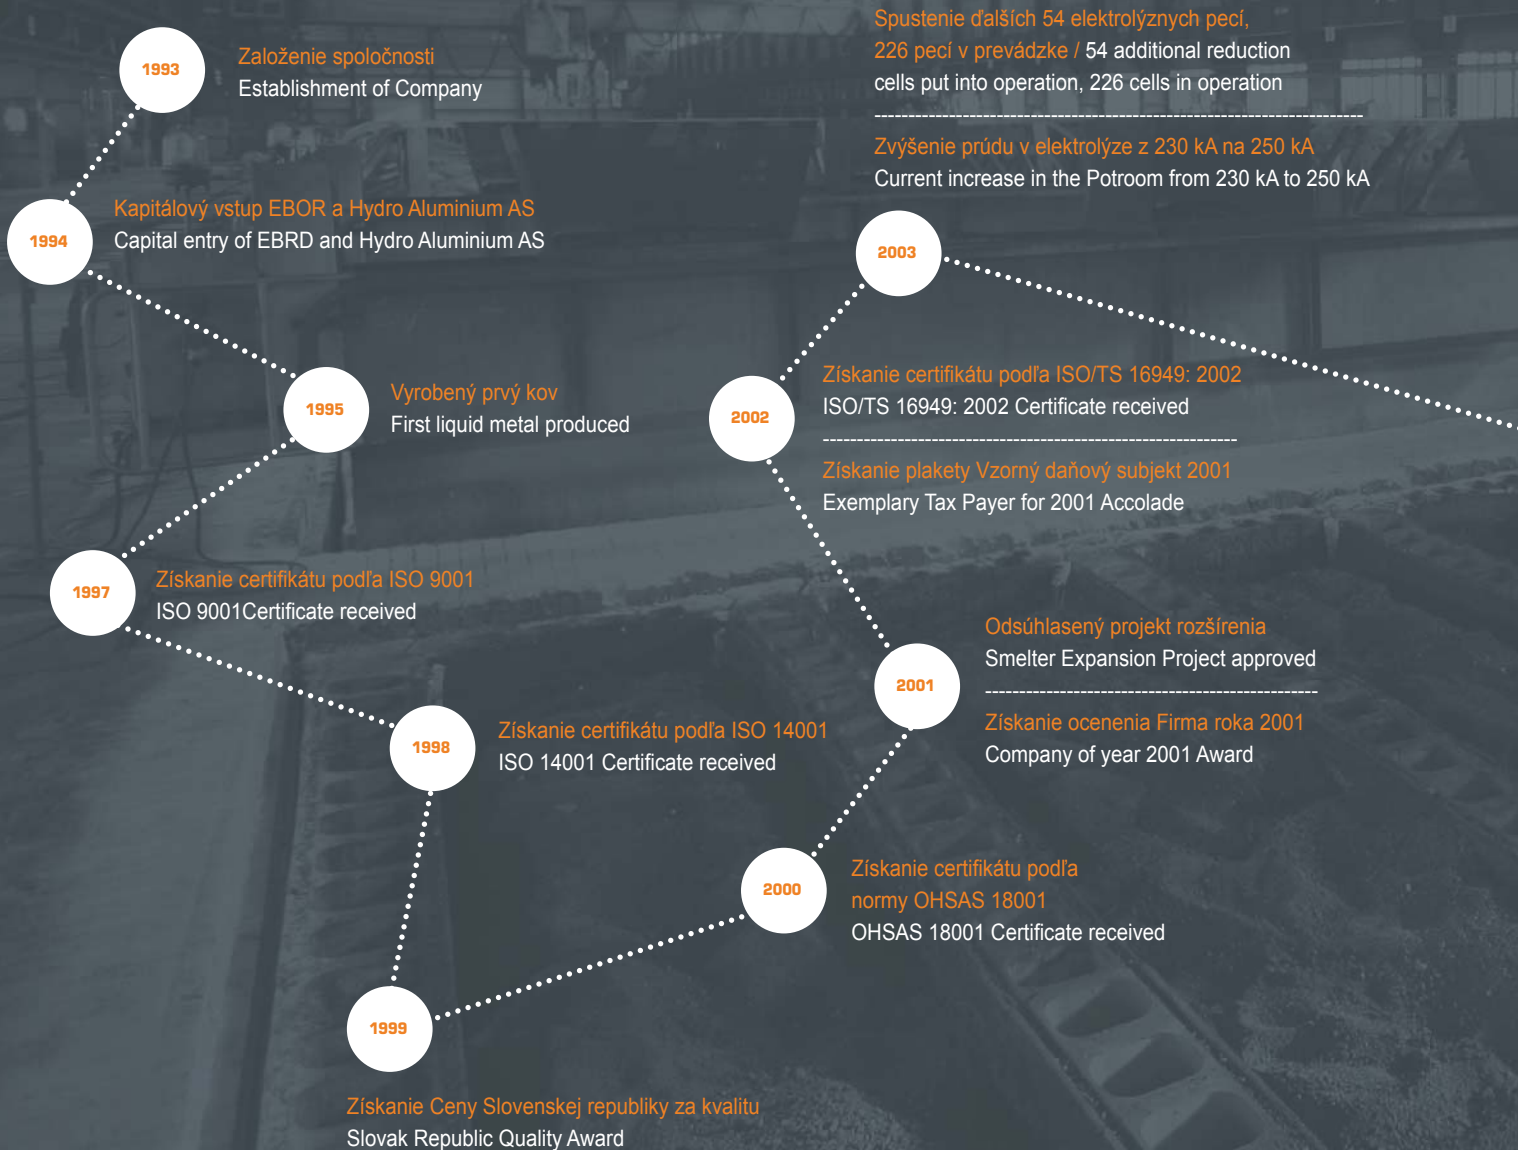 1993
Založenie spoločnosti
Establishment of Company
1994
Kapitálový vstup EBOR a Hydro Aluminium AS
Capital entry of EBRD and Hydro Aluminium AS
1995
Vyrobený prvý kov
First liquid metal produced
1997
Získanie certifikátu podľa ISO 9001
ISO 9001Certificate received
1998
Získanie certifikátu podľa ISO 14001
ISO 14001 Certificate received
1999
Získanie Ceny Slovenskej republiky za kvalitu
Slovak Republic Quality Award
2000
Získanie certifikátu podľa
normy OHSAS 18001
OHSAS 18001 Certificate received
2001
Odsúhlasený projekt rozšírenia
Smelter Expansion Project approved
Získanie ocenenia Firma roka 2001
Company of year 2001 Award
2002
Získanie certifikátu podľa ISO/TS 16949: 2002
ISO/TS 16949: 2002 Certificate received
Získanie plakety Vzorný daňový subjekt 2001
Exemplary Tax Payer for 2001 Accolade
2003
Spustenie ďalších 54 elektrolýznych pecí,
226 pecí v prevádzke / 54 additional reduction
cells put into operation, 226 cells in operation
Zvýšenie prúdu v elektrolýze z 230 kA na 250 kA
Current increase in the Potroom from 230 kA to 250 kA